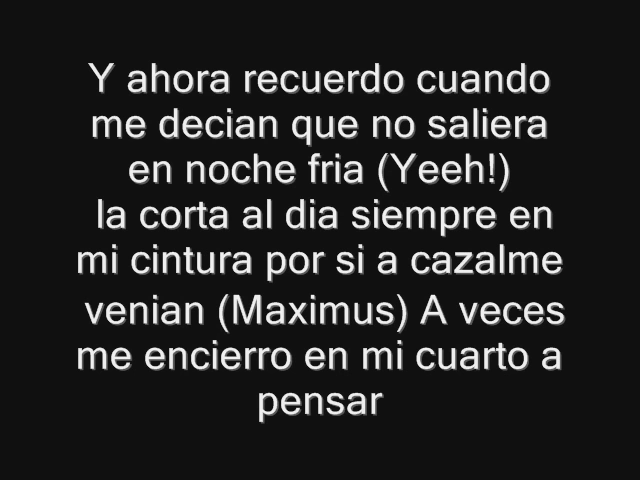 Y ahora recuerdo cuando
me decian que no saliera
en noche fria (Yeeh!)
la corta al dia siempre en
mi cintura por si a cazalme
venian (Maximus) A veces
me encierro en mi cuarto a
pensar